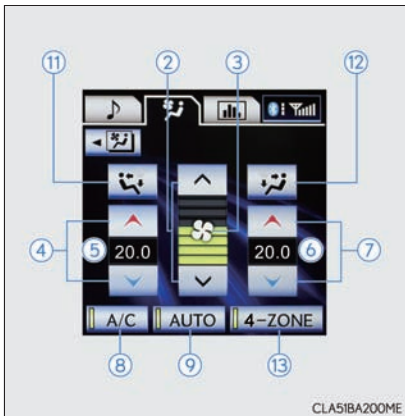 ⑪ ② ③ ⑫
④ ⑤ 20.0 20.0 ⑥ ⑦
A/C AUTO 4-ZONE
⑧ ⑨ ⑬
CLA51BA200ME